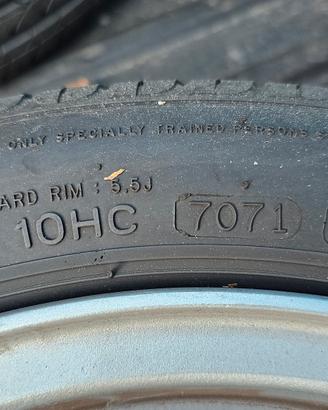 ONLY SPECIALLY TRAINED PERSONS
ARD RIM : 5.5J
10HC 7071